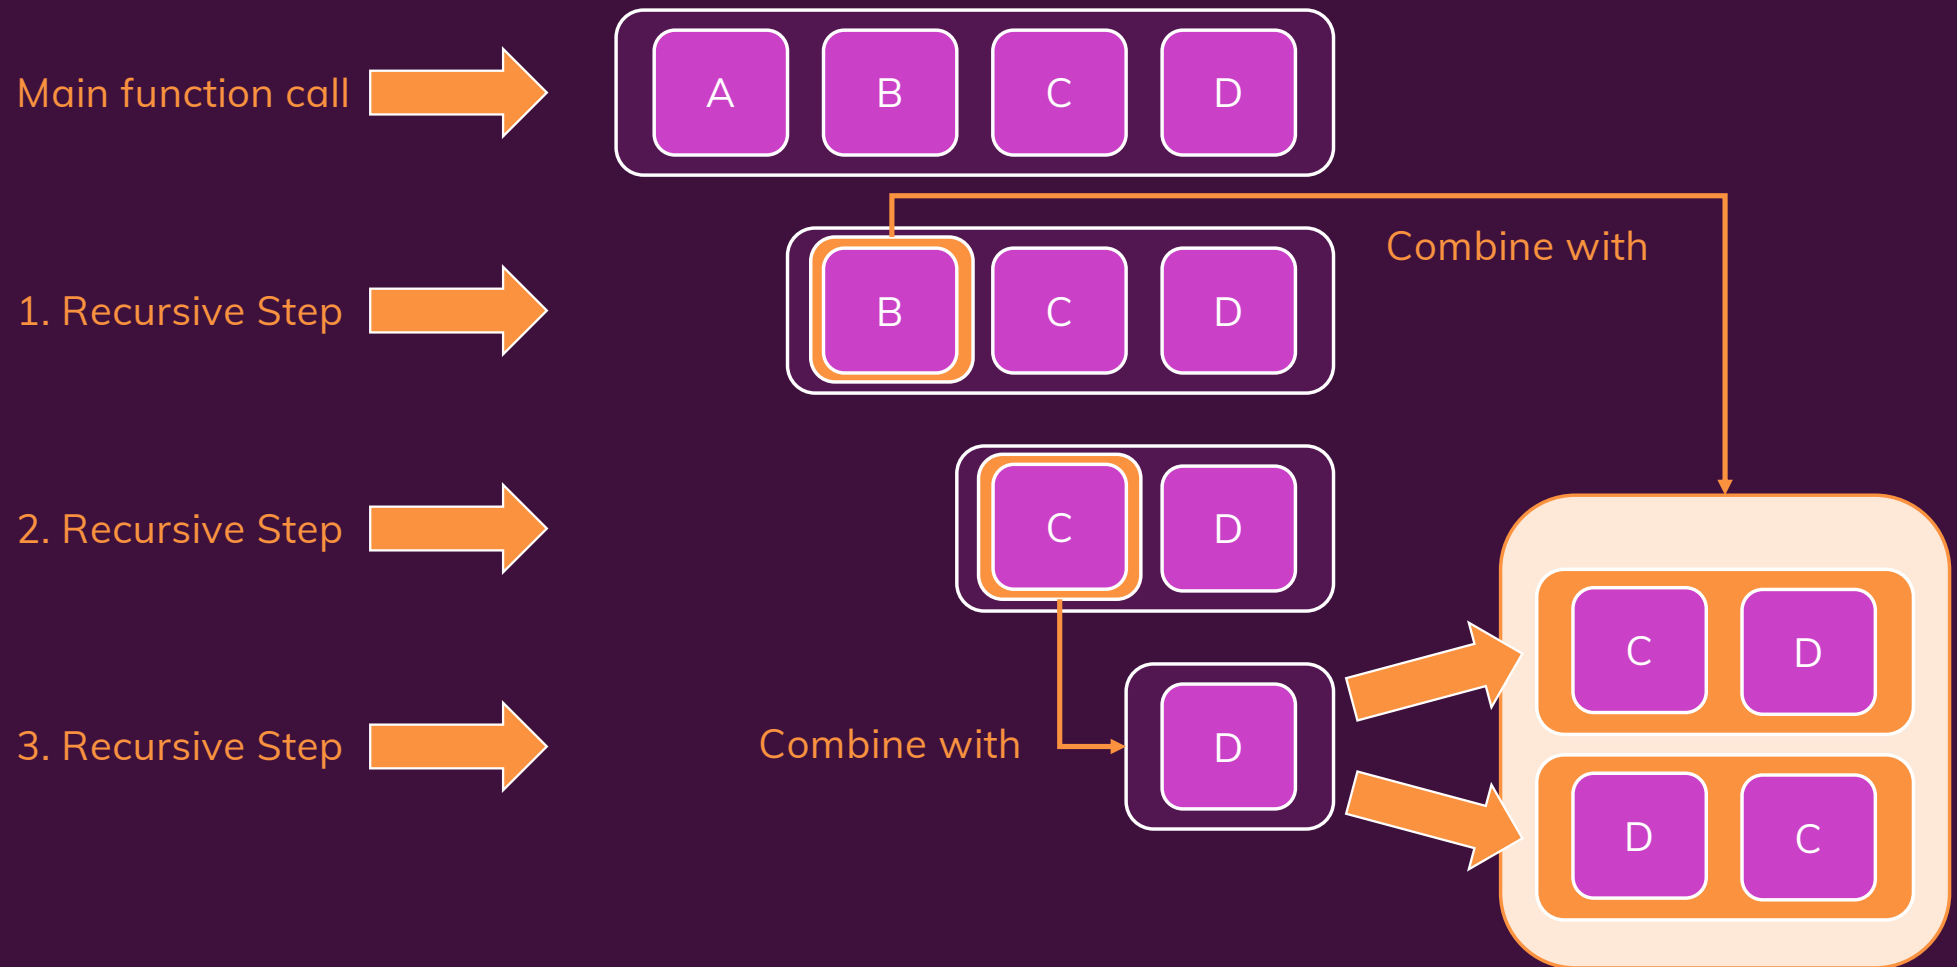 Main function call
A B C D
Combine with
1. Recursive Step
B C D
2. Recursive Step
C D
C D
3. Recursive Step
Combine with
D
D C